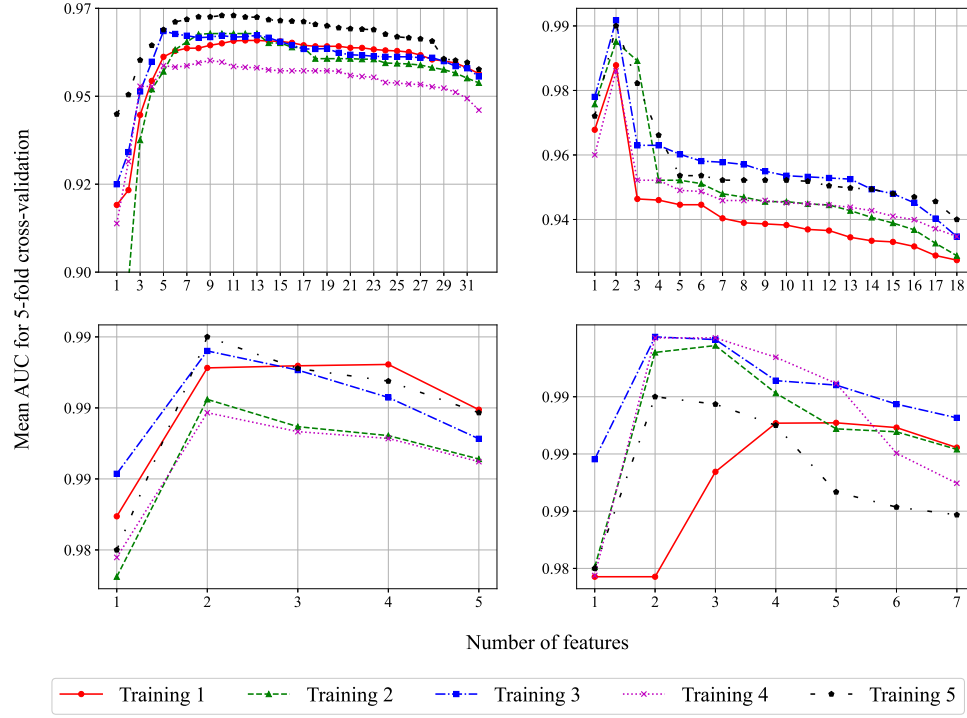 0.97
0.95
0.92
0.90
1 3 5 7 9 11 13 15 17 19 21 23 25 27 29 31
0.99
0.98
0.96
0.94
1 2 3 4 5 6 7 8 9 10 11 12 13 14 15 16 17 18
Mean AUC for 5-fold cross-validation
0.99
0.99
0.99
0.98
1 2 3 4 5
0.99
0.99
0.99
0.98
1 2 3 4 5 6 7
Number of features
Training 1 Training 2 Training 3 Training 4 Training 5